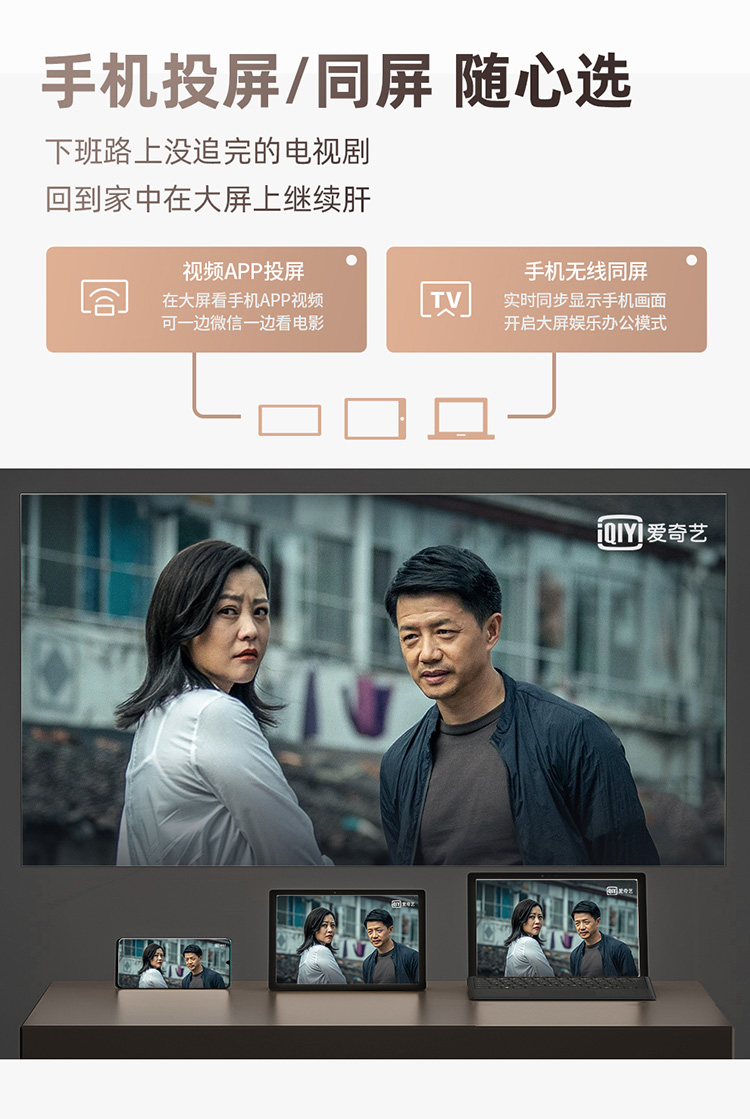 手机投屏/同屏 随心选
下班路上没追完的电视剧
回到家中在大屏上继续肝
视频APP投屏
在大屏看手机APP视频
可一边微信一边看电影
手机无线同屏
TV
实时同步显示手机画面
开启大屏娱乐办公模式
iQIYI 爱奇艺
iQIYI 爱奇艺
iQIYI 爱奇艺